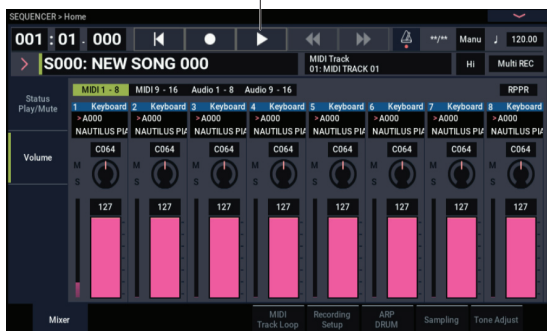 SEQUENCER > Home
001 : 01 . 000 **/** Manu ♩ 120.00
> S000: NEW SONG 000 MIDI Track 01: MIDI TRACK 01 Hi Multi REC
MIDI 1 - 8 MIDI 9 - 16 Audio 1 - 8 Audio 9 - 16 RPPR
Status Play/Mute
1 Keyboard 2 Keyboard 3 Keyboard 4 Keyboard 5 Keyboard 6 Keyboard 7 Keyboard 8 Keyboard
>A000 >A000 >A000 >A000 >A000 >A000 >A000 >A000
NAUTILUS PIA NAUTILUS PIA NAUTILUS PIA NAUTILUS PIA NAUTILUS PIA NAUTILUS PIA NAUTILUS PIA NAUTILUS PIA
Volume
C064 C064 C064 C064 C064 C064 C064 C064
M M M M M M M M
S S S S S S S S
127 127 127 127 127 127 127 127
Mixer MIDI Track Loop Recording Setup ARP DRUM Sampling Tone Adjust